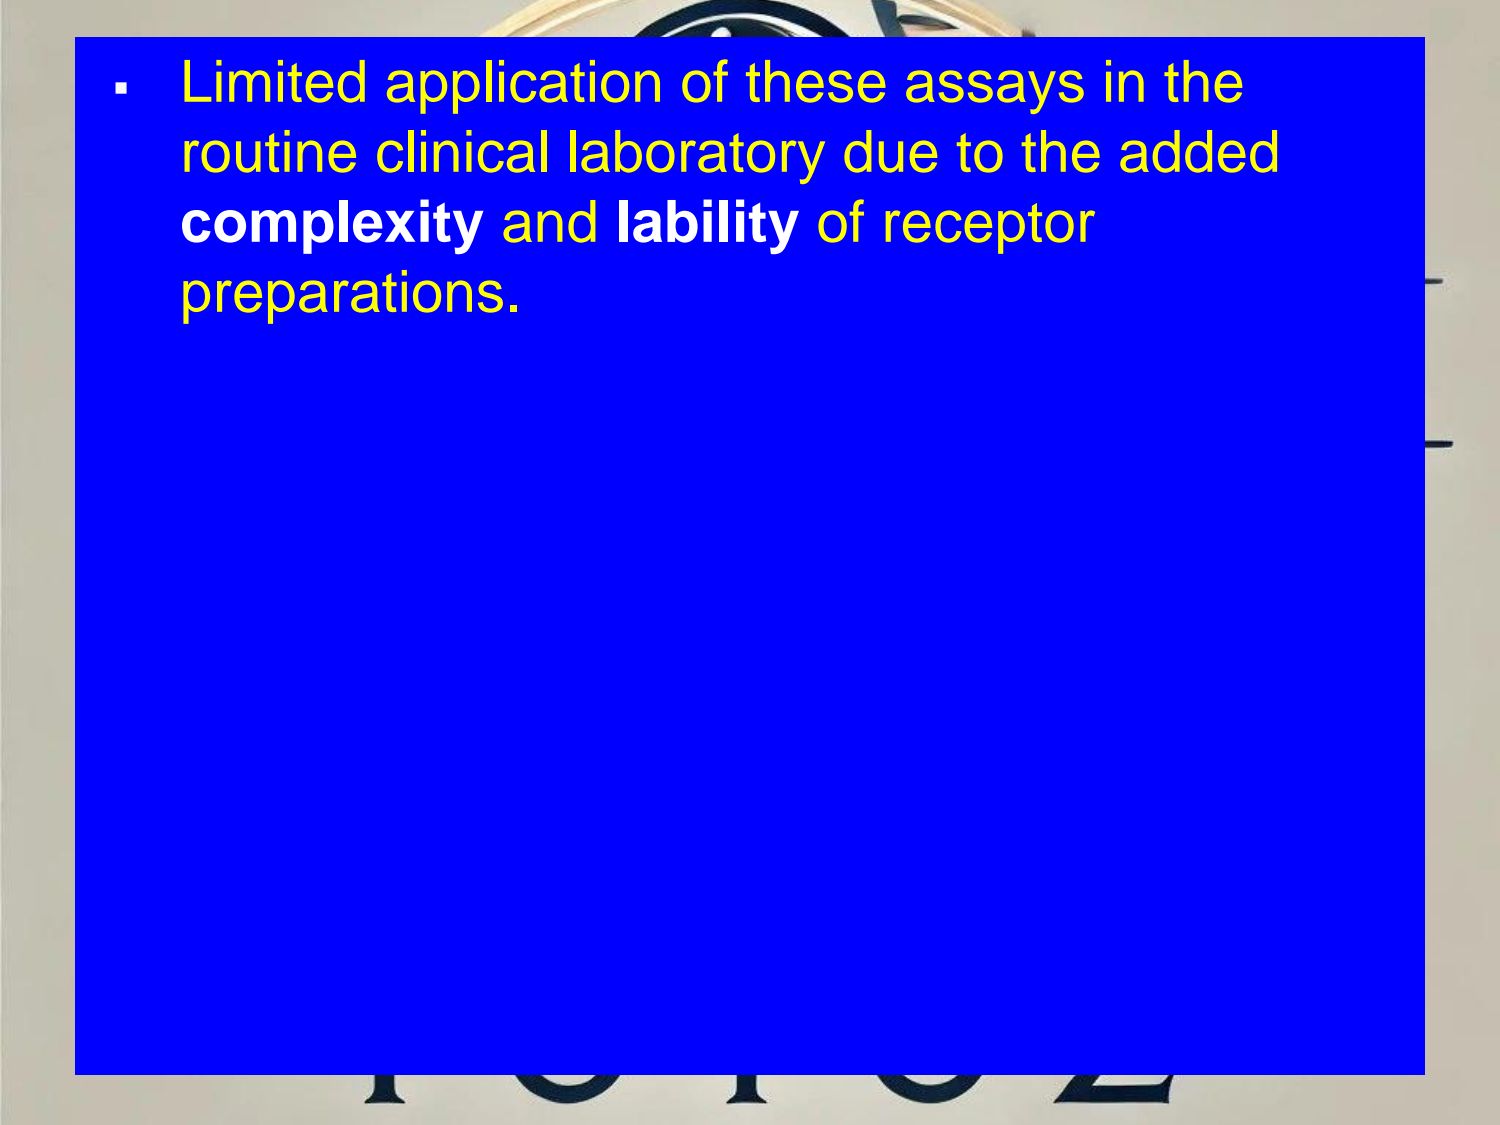 ▪ Limited application of these assays in the
routine clinical laboratory due to the added
complexity and lability of receptor
preparations.